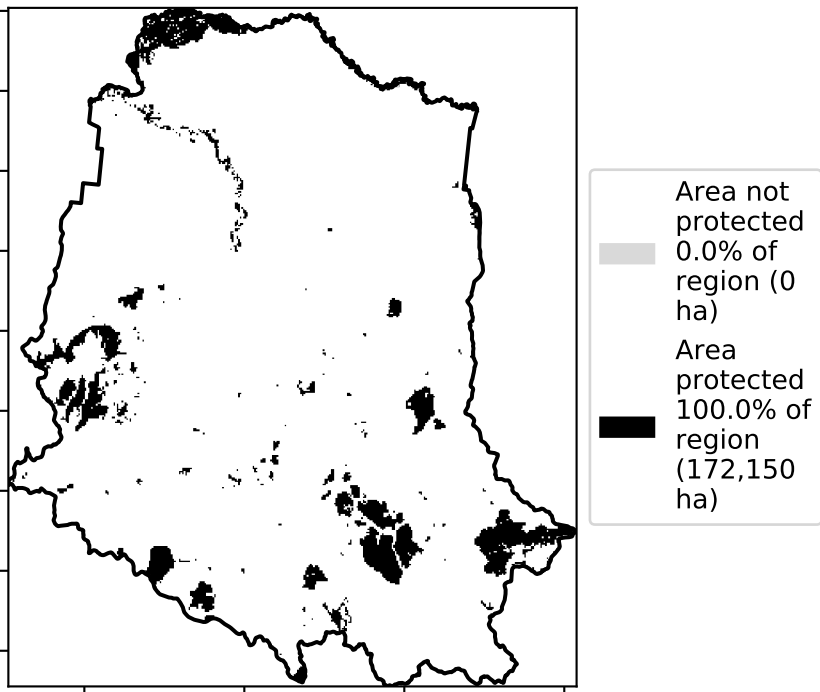 Area not
protected
0.0% of
region (0
ha)
Area
protected
100.0% of
region
(172,150
ha)